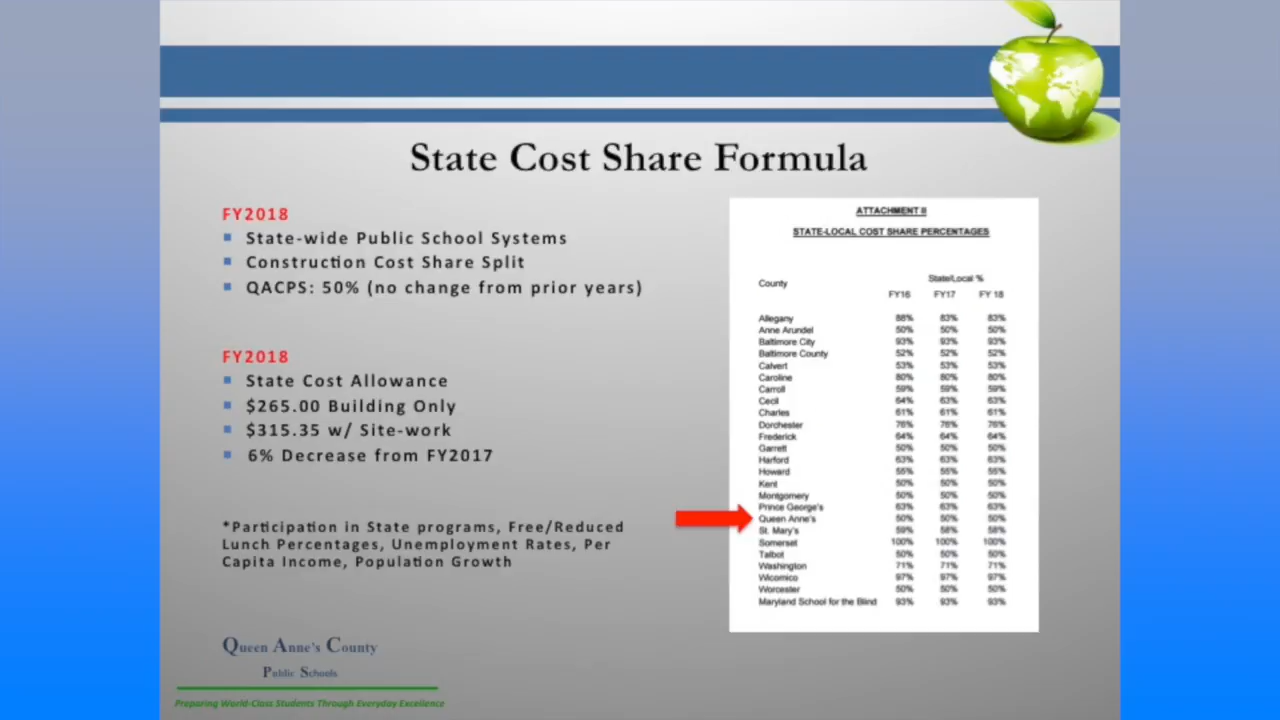 State Cost Share Formula
FY2018
State-wide Public School Systems
Construction Cost Share Split
QACPS: 50% (no change from prior years)
FY2018
State Cost Allowance
$265.00 Building Only
$315.35 w/ Site-work
6% Decrease from FY2017
*Participation in State programs, Free/Reduced
Lunch Percentages, Unemployment Rates, Per
Capita Income, Population Growth
Queen Anne's County
Public Schools
Preparing World-Class Students Through Everyday Excellence
ATTACHMENT II
STATE-LOCAL COST SHARE PERCENTAGES
State/Local %
County
FY16 FY17 FY 18
Allegany 88% 83% 83%
Anne Arundel 50% 50% 50%
Baltimore City 93% 93% 93%
Baltimore County 52% 52% 52%
Calvert 53% 53% 53%
Caroline 80% 80% 80%
Carroll 59% 59% 59%
Cecil 64% 63% 63%
Charles 61% 61% 61%
Dorchester 76% 76% 76%
Frederick 64% 64% 64%
Garrett 50% 50% 50%
Harford 63% 63% 63%
Howard 55% 55% 55%
Kent 50% 50% 50%
Montgomery 50% 50% 50%
Prince George's 63% 63% 63%
Queen Anne's 50% 50% 50%
St. Mary's 59% 58% 58%
Somerset 100% 100% 100%
Talbot 50% 50% 50%
Washington 71% 71% 71%
Wicomico 97% 97% 97%
Worcester 50% 50% 50%
Maryland School for the Blind 93% 93% 93%